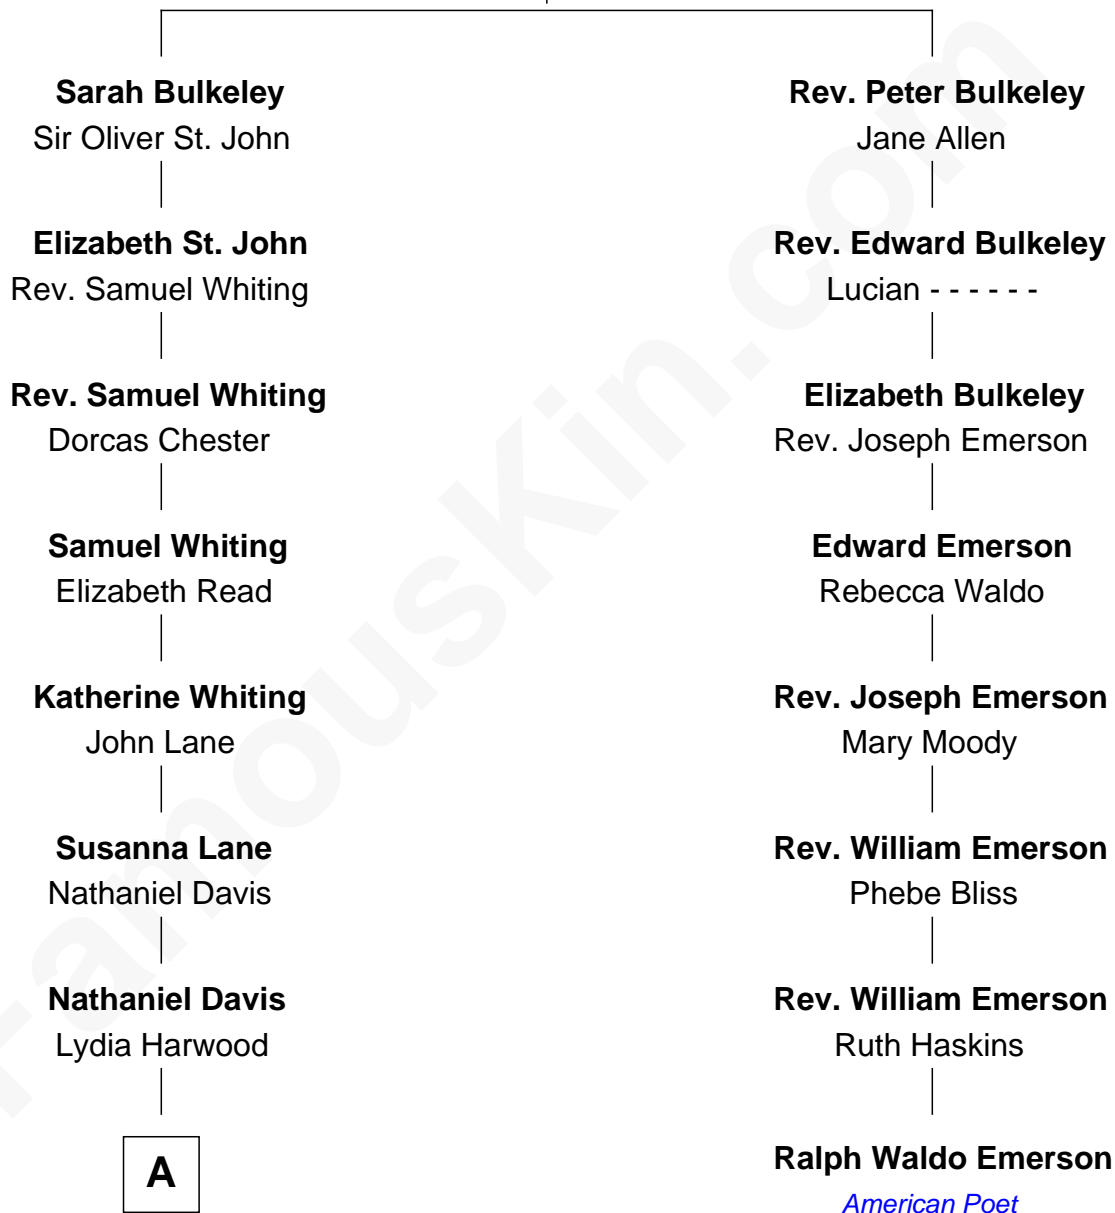 Sarah Bulkeley
Sir Oliver St. John
Elizabeth St. John
Rev. Samuel Whiting
Rev. Samuel Whiting
Dorcas Chester
Samuel Whiting
Elizabeth Read
Katherine Whiting
John Lane
Susanna Lane
Nathaniel Davis
Nathaniel Davis
Lydia Harwood
A
Rev. Peter Bulkeley
Jane Allen
Rev. Edward Bulkeley
Lucian - - - - - -
Elizabeth Bulkeley
Rev. Joseph Emerson
Edward Emerson
Rebecca Waldo
Rev. Joseph Emerson
Mary Moody
Rev. William Emerson
Phebe Bliss
Rev. William Emerson
Ruth Haskins
Ralph Waldo Emerson
American Poet
FamousKin.com